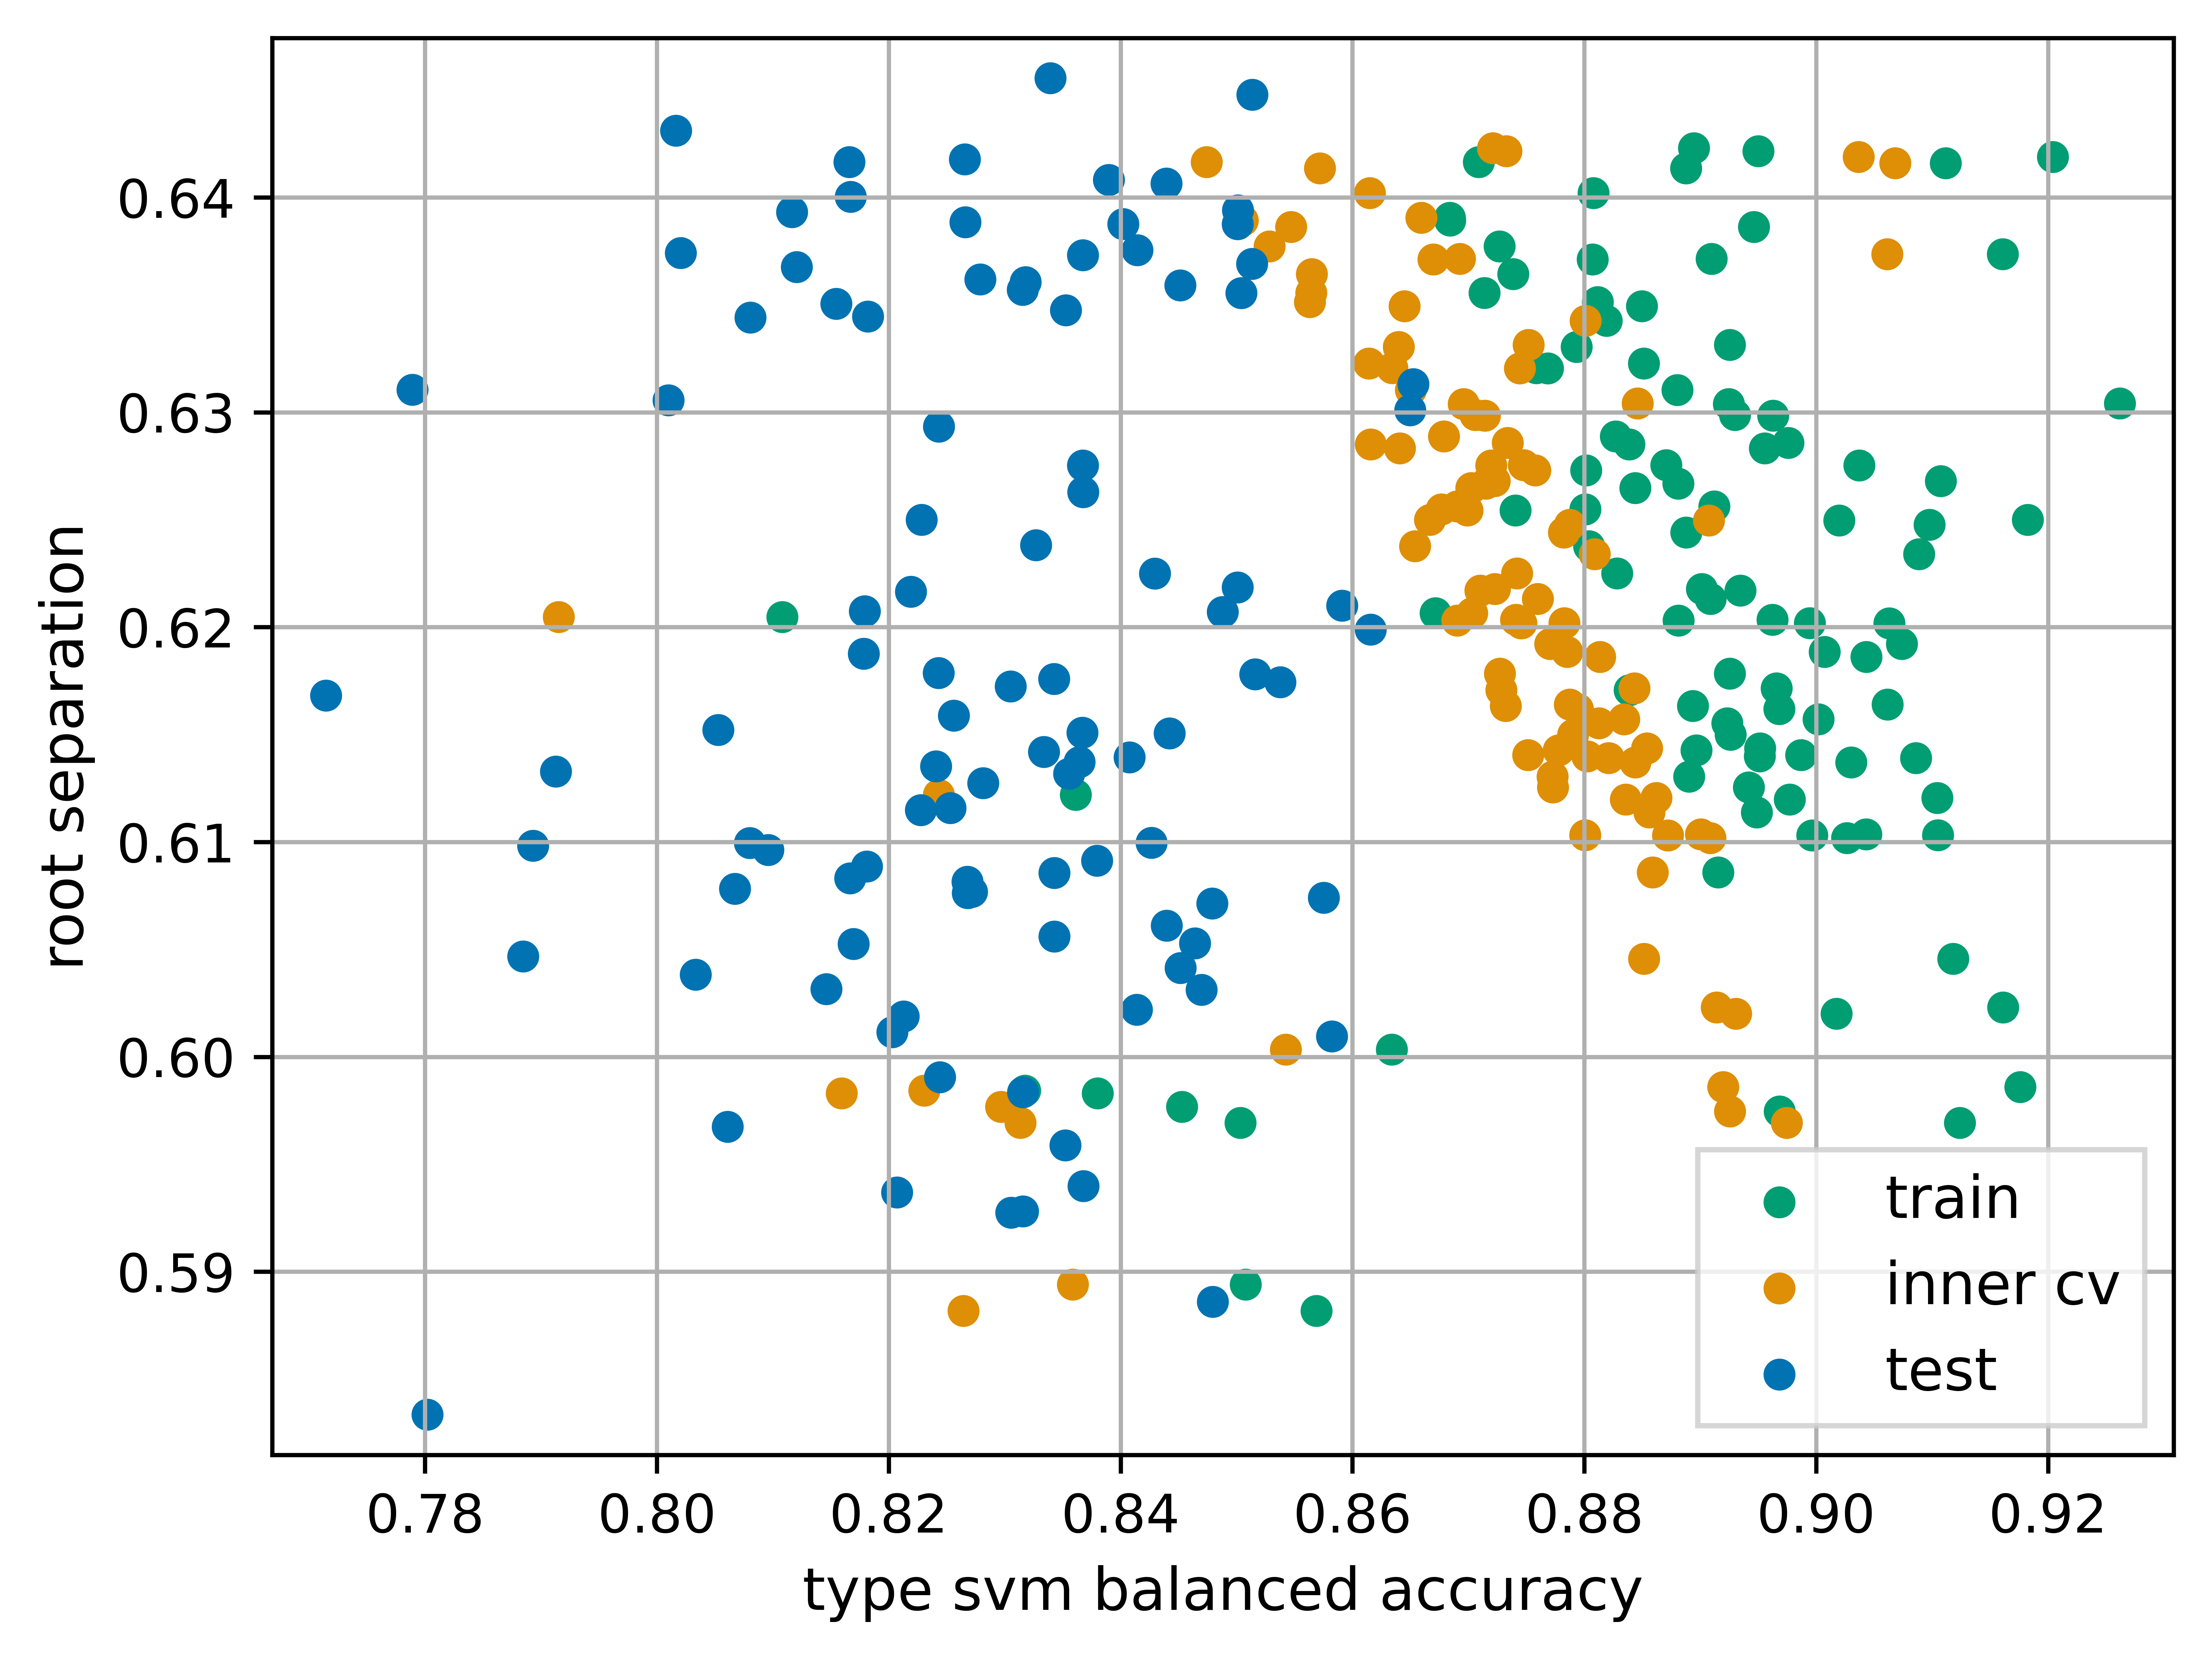 root separation
0.64
0.63
0.62
0.61
0.60
0.59
train
inner cv
test
0.78 0.80 0.82 0.84 0.86 0.88 0.90 0.92
type svm balanced accuracy